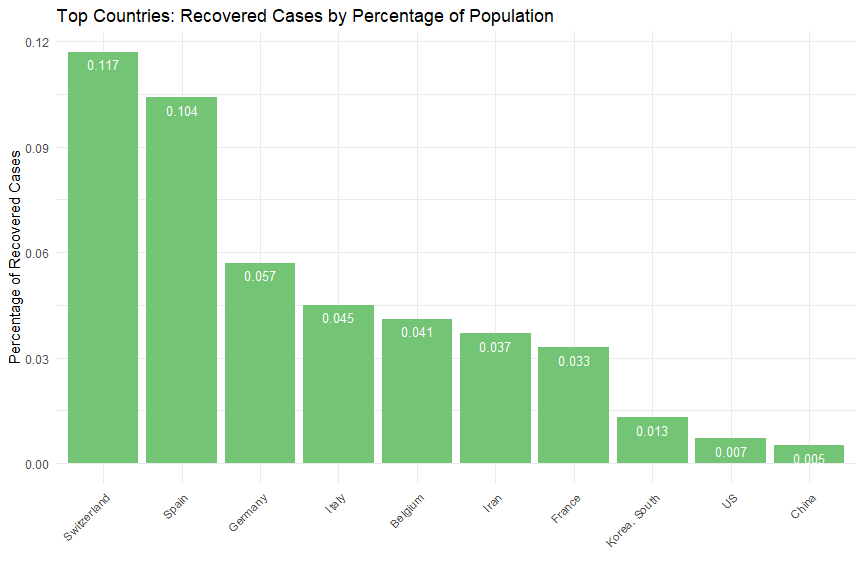 Top Countries: Recovered Cases by Percentage of Population
Percentage of Recovered Cases
0.12
0.09
0.06
0.03
0.00
0.117
0.104
0.057
0.045
0.041
0.037
0.033
0.013
0.007
0.005
Switzerland
Spain
Germany
Italy
Belgium
Iran
France
Korea, South
US
China